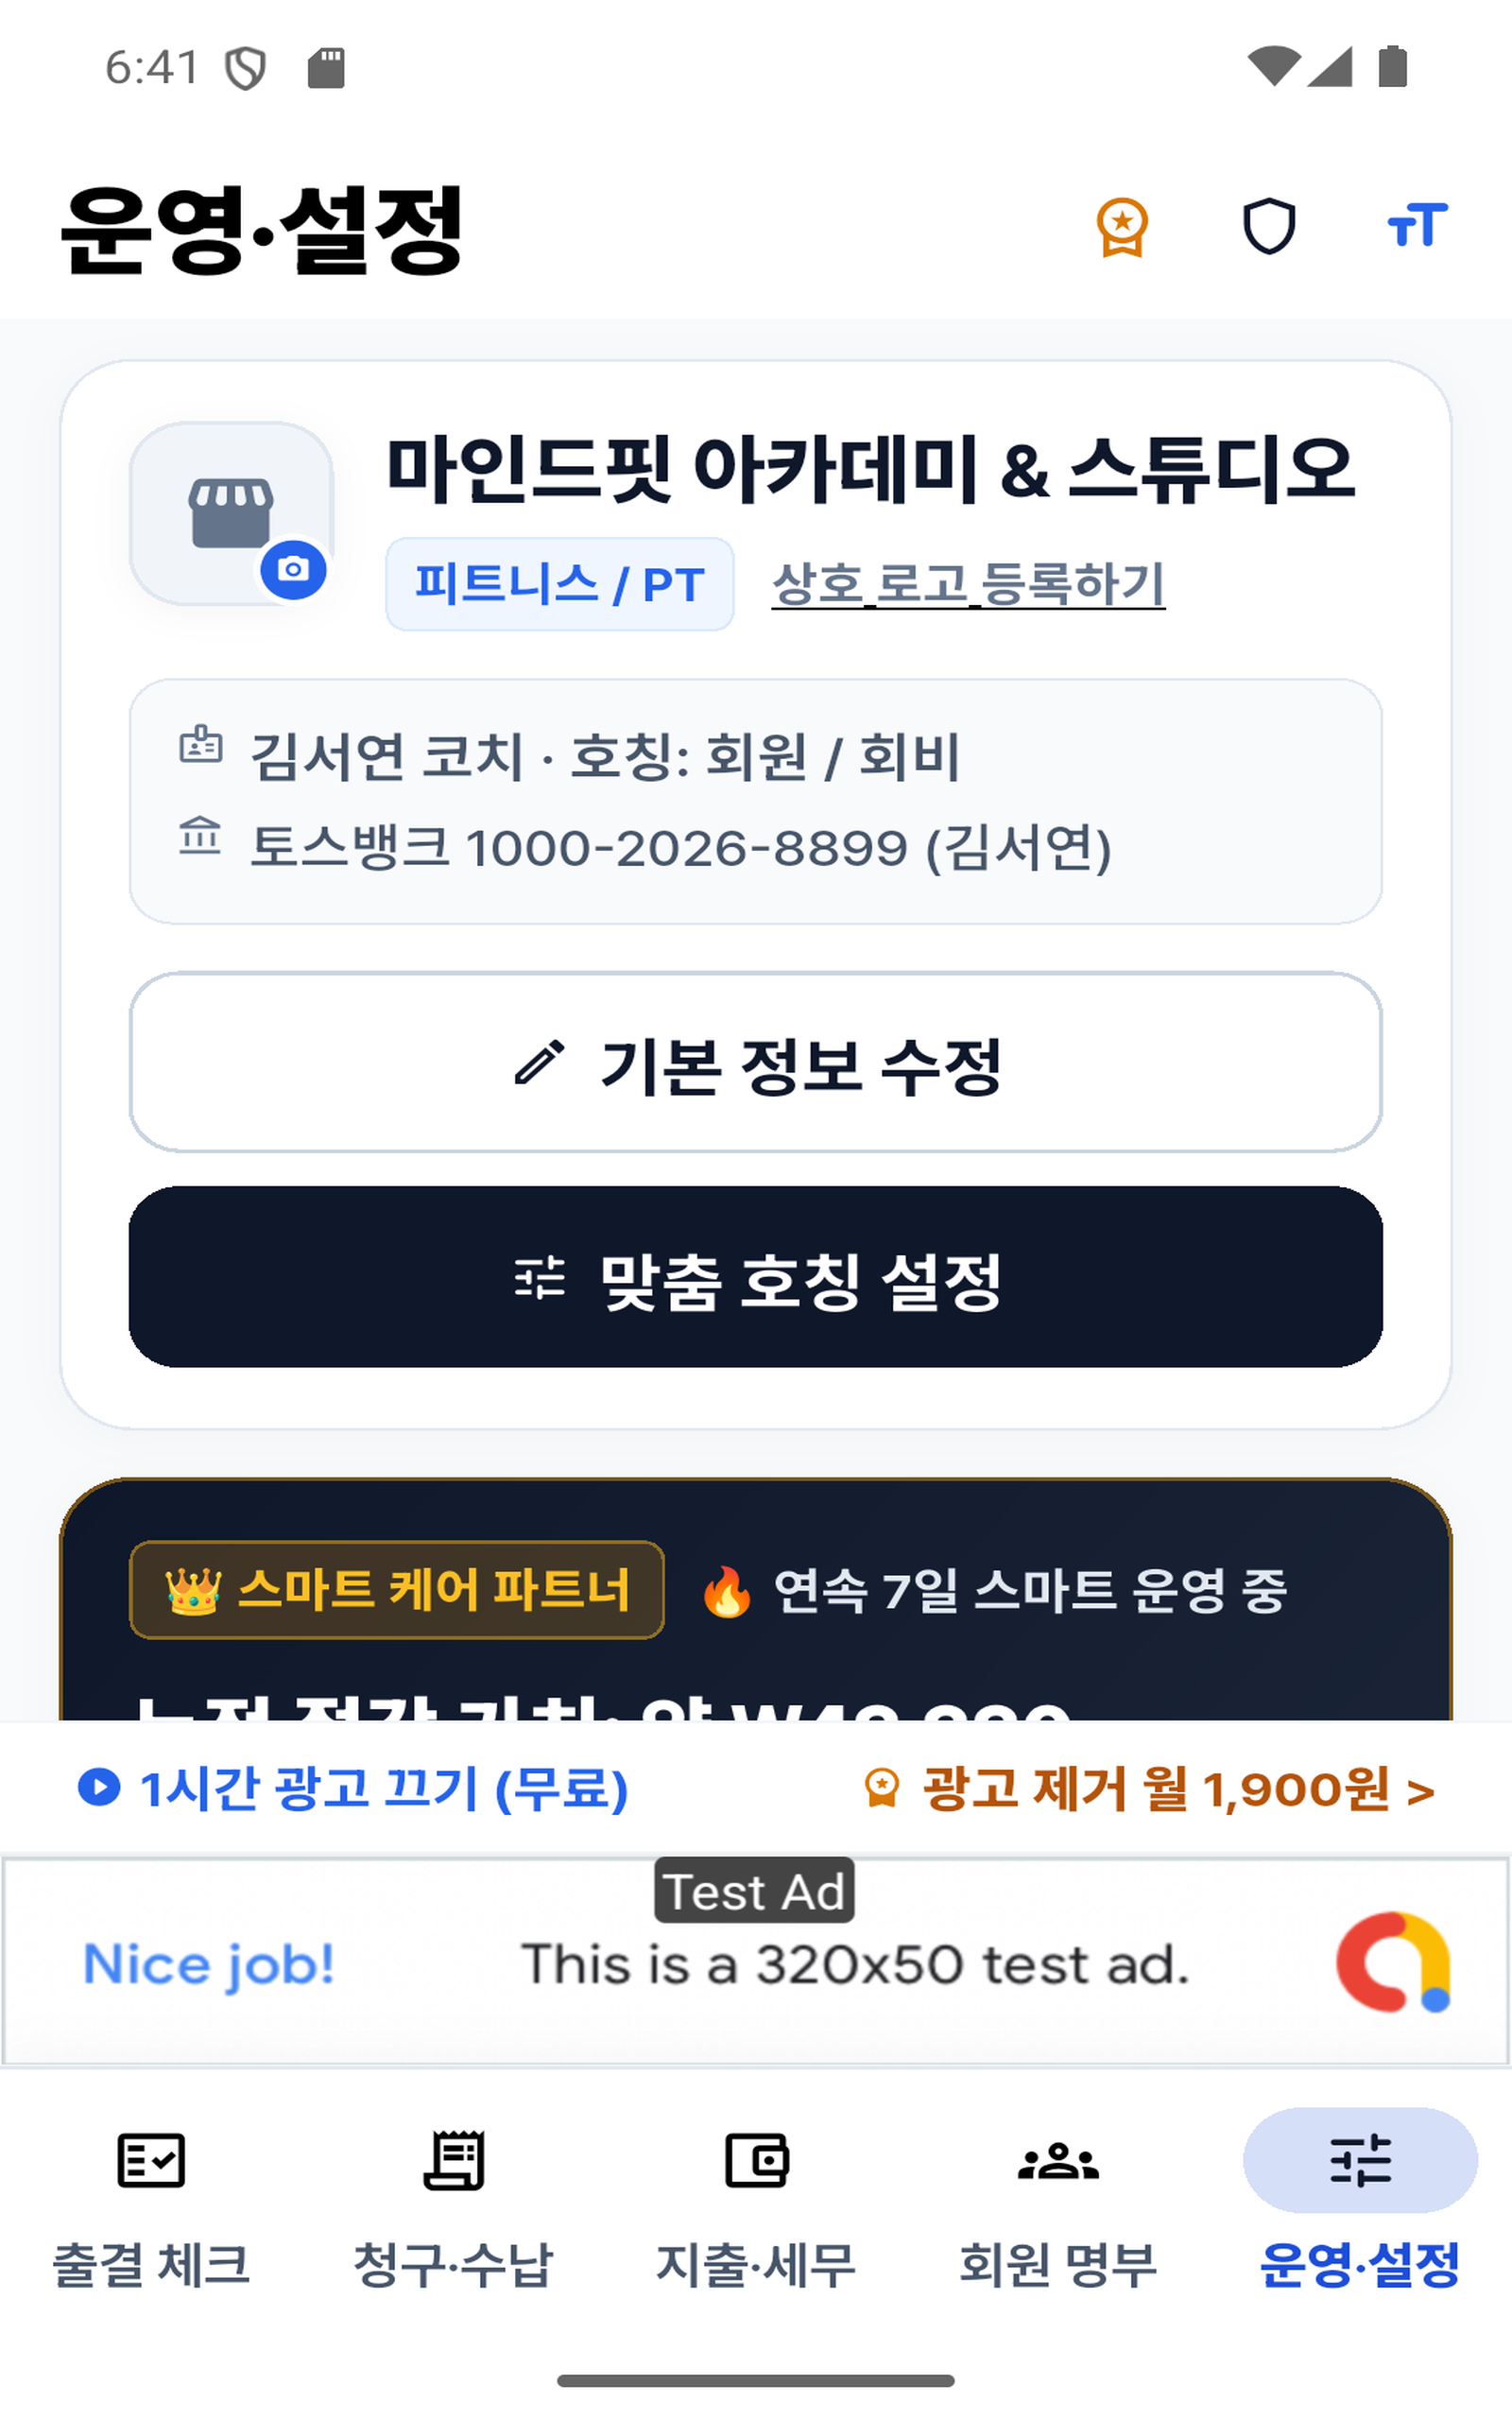 6:41
운영·설정
마인드핏 아카데미 & 스튜디오
피트니스 / PT
상호 로고 등록하기
김서연 코치 · 호칭: 회원 / 회비
토스뱅크 1000-2026-8899 (김서연)
기본 정보 수정
맞춤 호칭 설정
👑 스마트 케어 파트너
🔥 연속 7일 스마트 운영 중
1시간 광고 끄기 (무료)
광고 제거 월 1,900원 >
Test Ad
Nice job!
This is a 320x50 test ad.
출결 체크
청구·수납
지출·세무
회원 명부
운영·설정